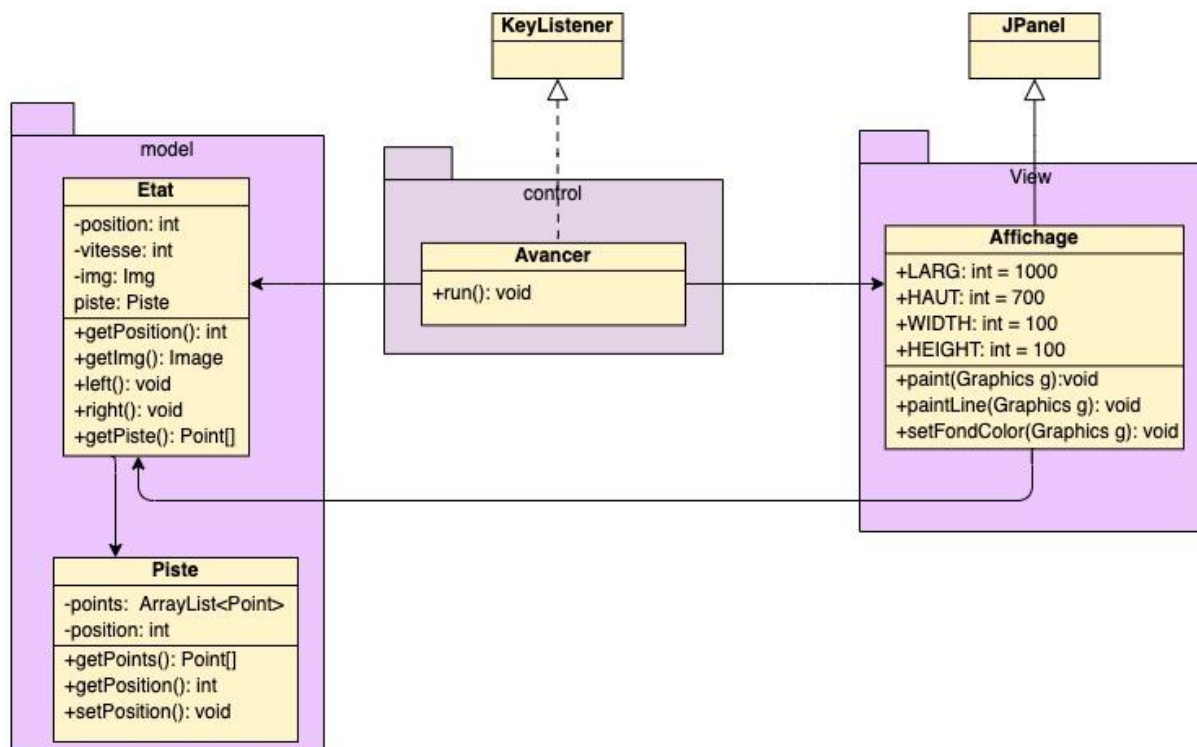 KeyListener
JPanel
model
Etat
-position: int
-vitesse: int
-img: Img
piste: Piste
+getPosition(): int
+getImg(): Image
+left(): void
+right(): void
+getPiste(): Point[]
Piste
-points: ArrayList<Point>
-position: int
+getPoints(): Point[]
+getPosition(): int
+setPosition(): void
control
Avancer
+run(): void
View
Affichage
+LARG: int = 1000
+HAUT: int = 700
+WIDTH: int = 100
+HEIGHT: int = 100
+paint(Graphics g):void
+paintLine(Graphics g): void
+setFondColor(Graphics g): void